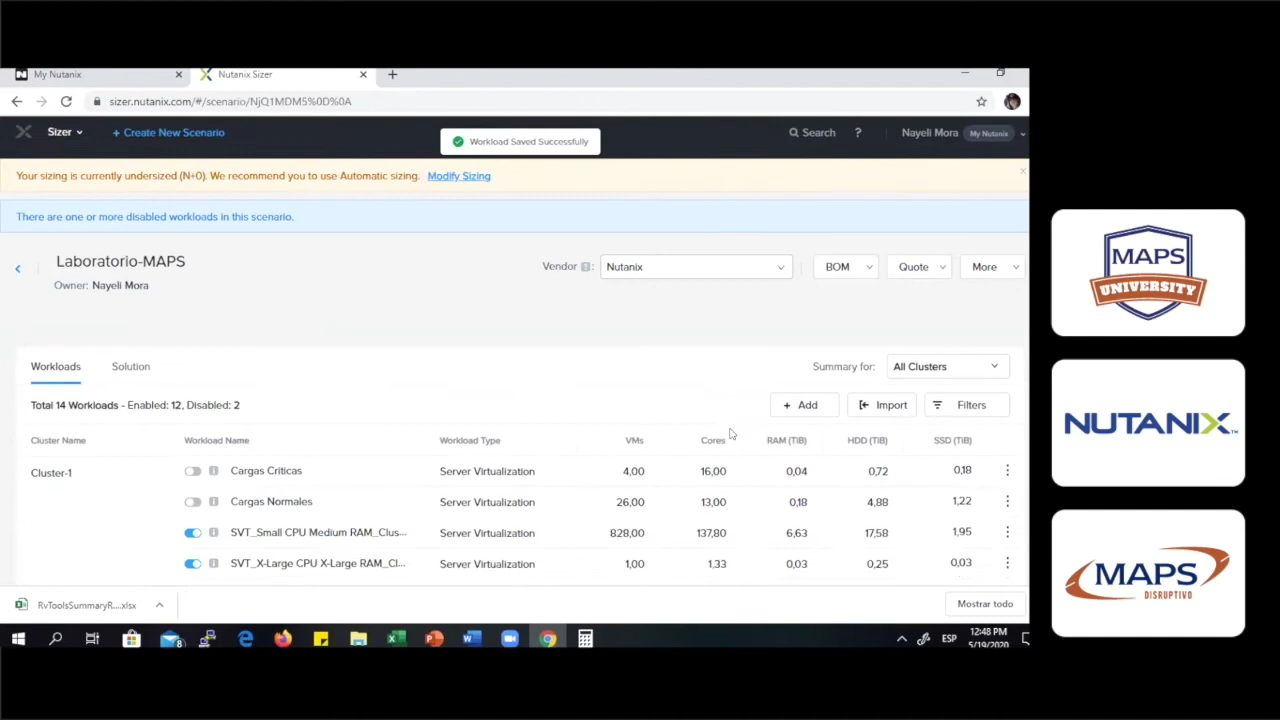 My Nutanix
Nutanix Sizer
sizer.nutanix.com/#/scenario/NjQ1MDM5%0D%0A
Sizer
+ Create New Scenario
Workload Saved Successfully
Search
?
Nayeli Mora
My Nutanix
Your sizing is currently undersized (N+0). We recommend you to use Automatic sizing. Modify Sizing
There are one or more disabled workloads in this scenario.
Laboratorio-MAPS
Owner: Nayeli Mora
Vendor ? : Nutanix
BOM
Quote
More
Workloads
Solution
Summary for: All Clusters
Total 14 Workloads - Enabled: 12, Disabled: 2
+ Add
Import
Filters
Cluster Name Workload Name Workload Type VMs Cores RAM (TiB) HDD (TiB) SSD (TiB)
Cluster-1 Cargas Criticas Server Virtualization 4,00 16,00 0,04 0,72 0,18
Cargas Normales Server Virtualization 26,00 13,00 0,18 4,88 1,22
SVT_Small CPU Medium RAM_Clus... Server Virtualization 828,00 137,80 6,63 17,58 1,95
SVT_X-Large CPU X-Large RAM_Cl... Server Virtualization 1,00 1,33 0,03 0,25 0,03
RvToolsSummaryR....xlsx
Mostrar todo
8
ESP
12:48 PM
5/19/2020
MAPS
UNIVERSITY
NUTANIX
MAPS
DISRUPTIVO